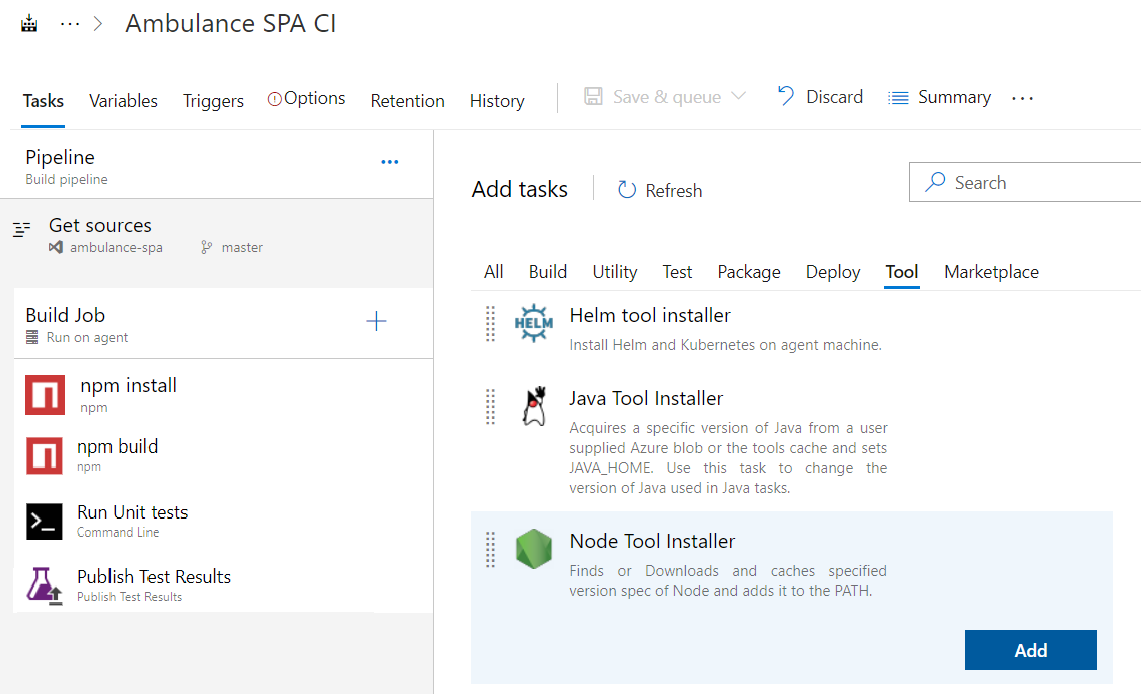 ··· > Ambulance SPA CI
Tasks Variables Triggers Options Retention History Save & queue Discard Summary ···
Pipeline
Build pipeline
Get sources
ambulance-spa master
Build Job
Run on agent
npm install
npm
npm build
npm
Run Unit tests
Command Line
Publish Test Results
Publish Test Results
Add tasks Refresh Search
All Build Utility Test Package Deploy Tool Marketplace
HELM
Helm tool installer
Install Helm and Kubernetes on agent machine.
Java Tool Installer
Acquires a specific version of Java from a user
supplied Azure blob or the tools cache and sets
JAVA_HOME. Use this task to change the
version of Java used in Java tasks.
Node Tool Installer
Finds or Downloads and caches specified
version spec of Node and adds it to the PATH.
Add